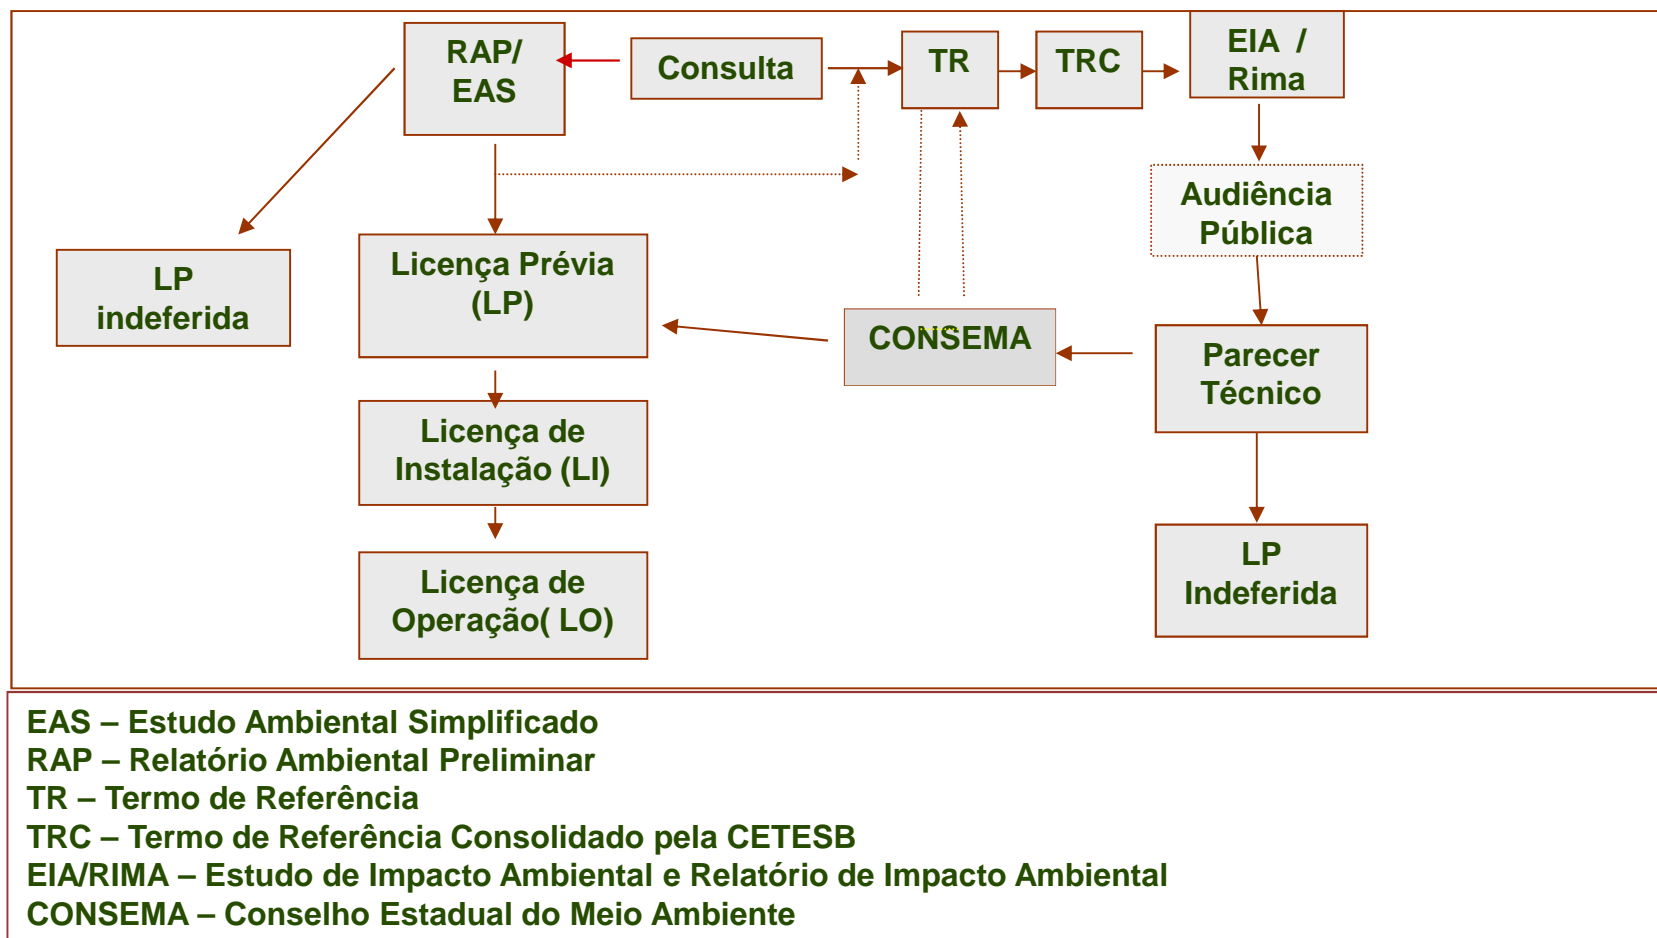 RAP/
EAS
Consulta
TR
TRC
EIA /
Rima
Audiência
Pública
LP
indeferida
Licença Prévia
(LP)
CONSEMA
Parecer
Técnico
Licença de
Instalação (LI)
LP
Indeferida
Licença de
Operação( LO)
EAS – Estudo Ambiental Simplificado
RAP – Relatório Ambiental Preliminar
TR – Termo de Referência
TRC – Termo de Referência Consolidado pela CETESB
EIA/RIMA – Estudo de Impacto Ambiental e Relatório de Impacto Ambiental
CONSEMA – Conselho Estadual do Meio Ambiente